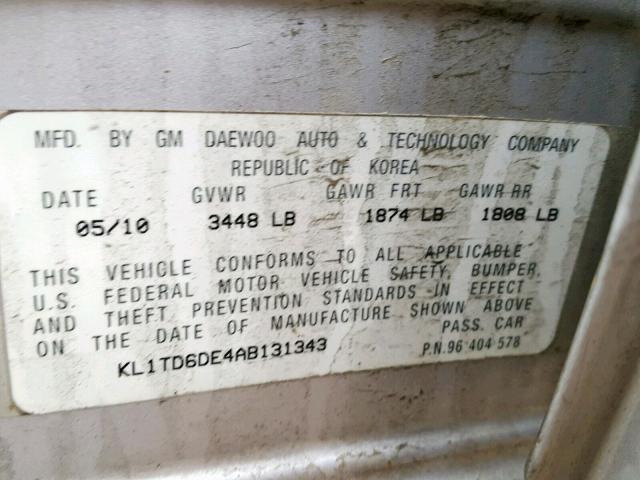 MFD. BY GM DAEWOO AUTO & TECHNOLOGY COMPANY
REPUBLIC OF KOREA
DATE GVWR GAWR FRT GAWR RR
05/10 3448 LB 1874 LB 1808 LB
THIS VEHICLE CONFORMS TO ALL APPLICABLE
U.S. FEDERAL MOTOR VEHICLE SAFETY, BUMPER,
AND THEFT PREVENTION STANDARDS IN EFFECT
ON THE DATE OF MANUFACTURE SHOWN ABOVE
PASS. CAR
KL1TD6DE4AB131343
P.N.96 404 578